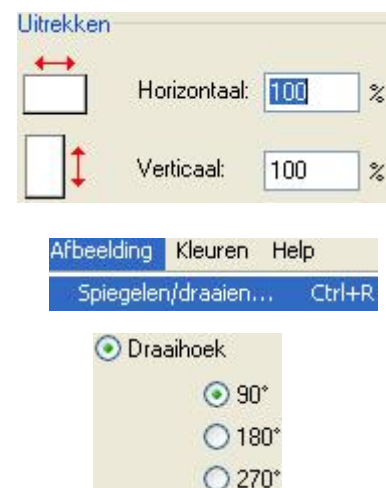 Uitrekken
Horizontaal: 100 %
Verticaal: 100 %
Afbeelding Kleuren Help
Spiegelen/draaien... Ctrl+R
Draaihoek
90°
180°
270°